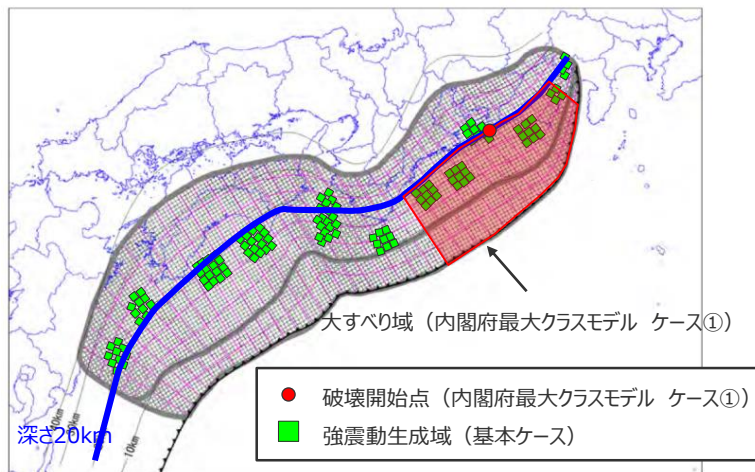 大すべり域（内閣府最大クラスモデル ケース①）
破壊開始点（内閣府最大クラスモデル ケース①）
強震動生成域（基本ケース）
深さ20km
10km